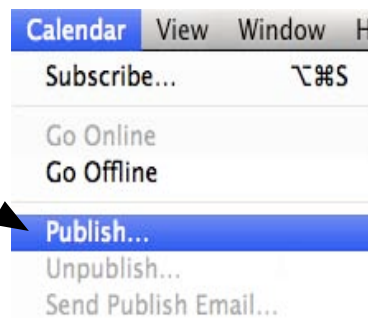 Calendar View Window H
Subscribe... ⌥⌘S
Go Online
Go Offline
Publish...
Unpublish...
Send Publish Email...